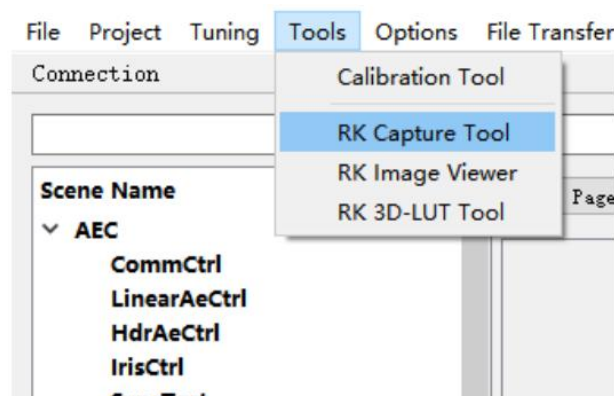 File Project Tuning Tools Options File Transfer
Connection
Calibration Tool
RK Capture Tool
RK Image Viewer
RK 3D-LUT Tool
Scene Name
Page
AEC
CommCtrl
LinearAeCtrl
HdrAeCtrl
IrisCtrl